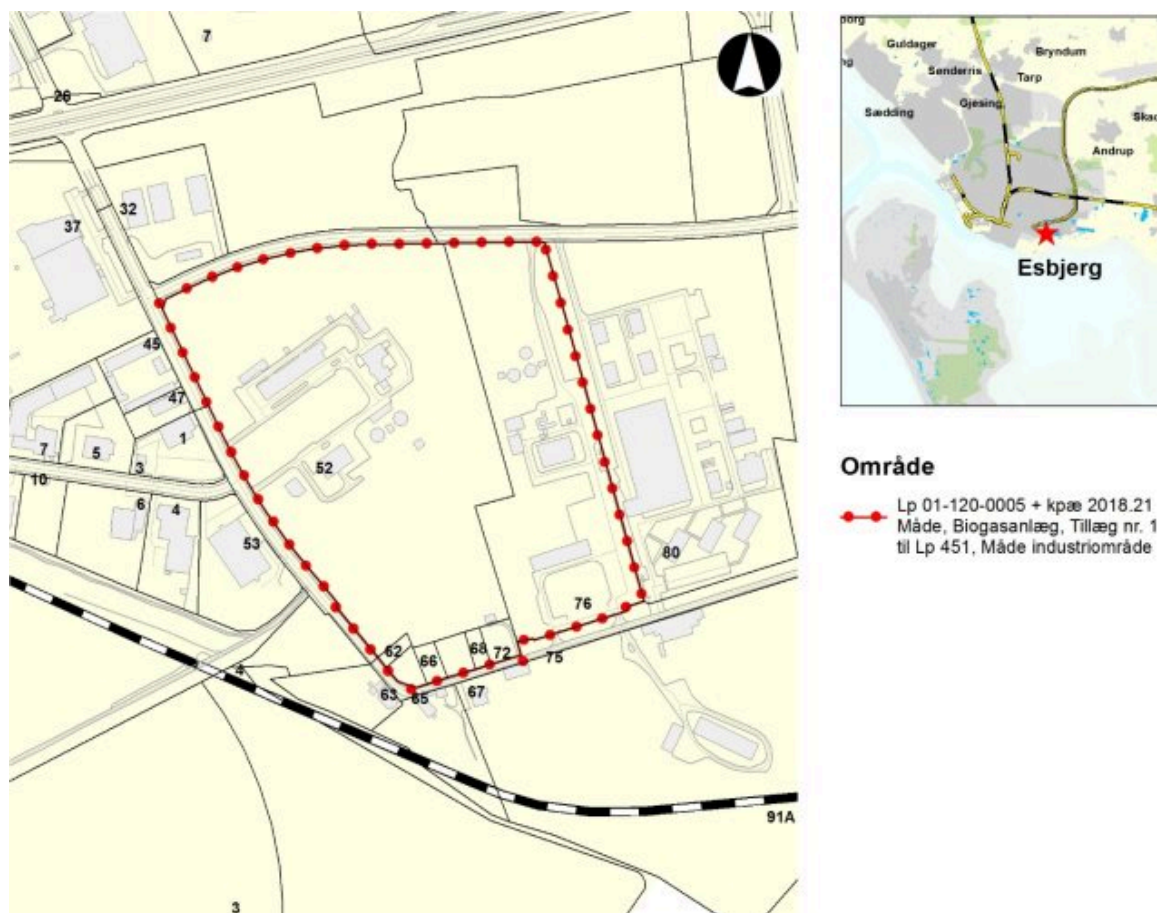 7
26
32
37
45
47
1
7
5
3
10
6
4
52
53
80
76
62
66
68
72
75
63
65
67
4
91A
3
borg
Guldager
Bryndum
Sønderris
Tarp
Gjesing
Sædding
Skad
Andrup
Esbjerg
Område
Lp 01-120-0005 + kpæ 2018.21
Måde, Biogasanlæg, Tillæg nr. 1
til Lp 451, Måde industriområde